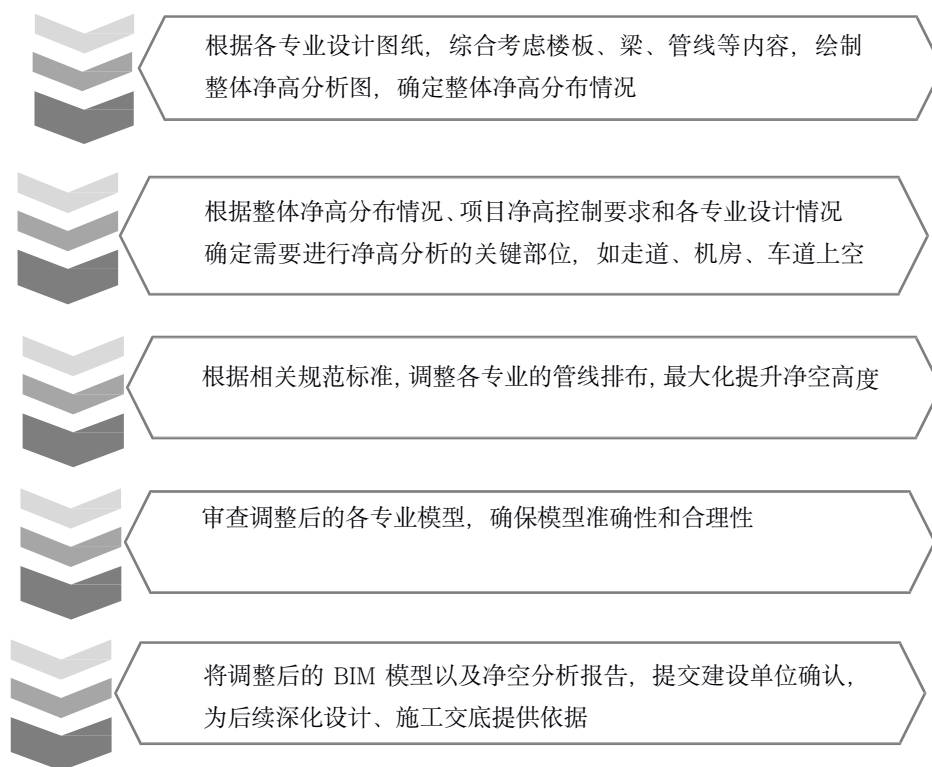 根据各专业设计图纸，综合考虑楼板、梁、管线等内容，绘制
整体净高分析图，确定整体净高分布情况
根据整体净高分布情况、项目净高控制要求和各专业设计情况
确定需要进行净高分析的关键部位，如走道、机房、车道上空
根据相关规范标准，调整各专业的管线排布，最大化提升净空高度
审查调整后的各专业模型，确保模型准确性和合理性
将调整后的 BIM 模型以及净空分析报告，提交建设单位确认，
为后续深化设计、施工交底提供依据